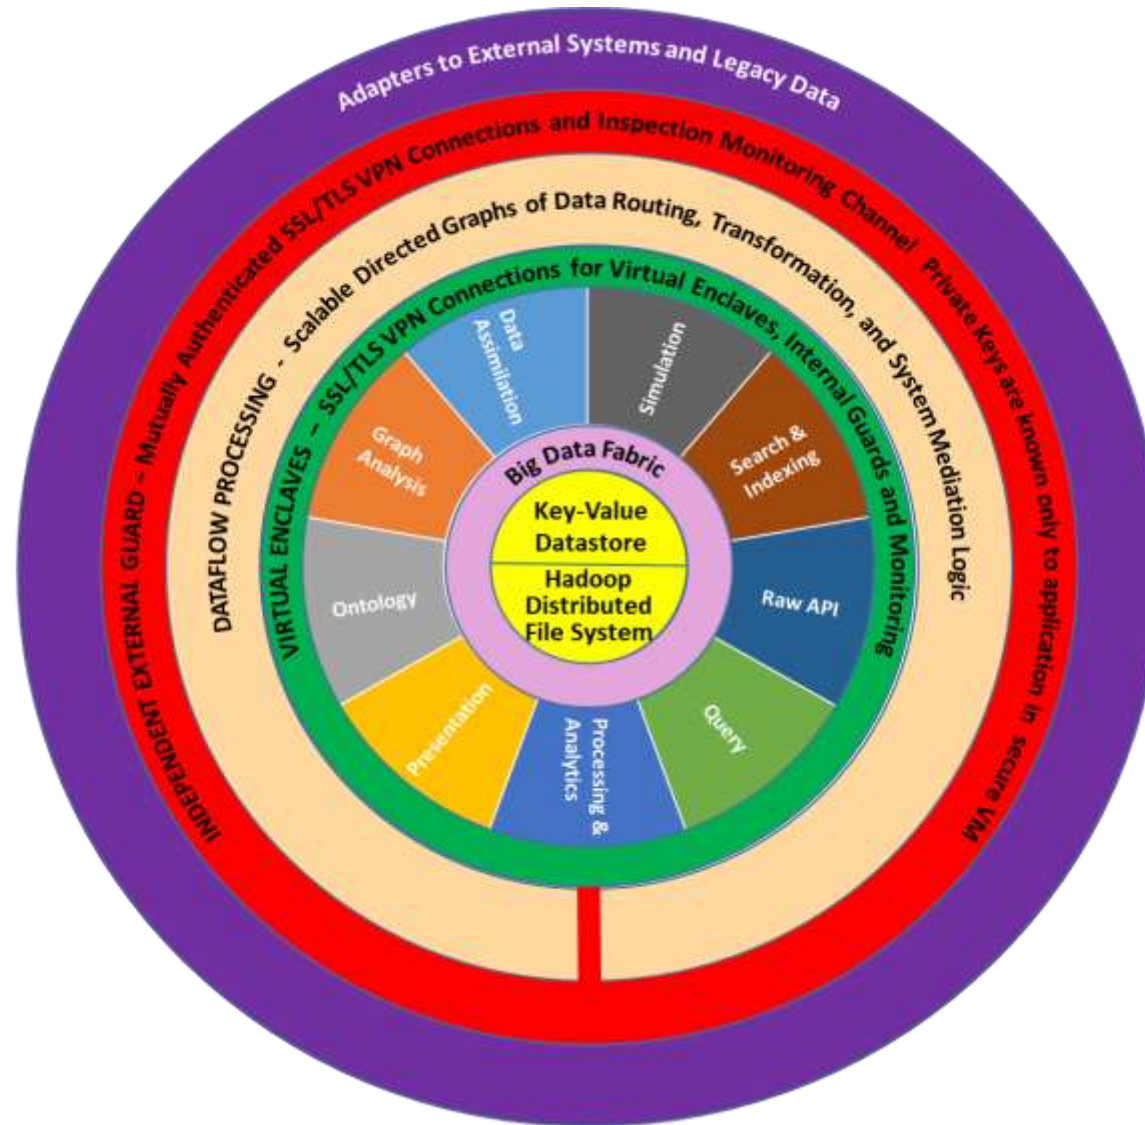 Adapters to External Systems and Legacy Data
INDEPENDENT EXTERNAL GUARD – Mutually Authenticated SSL/TLS VPN Connections and Inspection Monitoring Channel  Private Keys are known only to application in secure VM
DATAFLOW PROCESSING - Scalable Directed Graphs of Data Routing, Transformation, and System Mediation Logic
VIRTUAL ENCLAVES – SSL/TLS VPN Connections for Virtual Enclaves, Internal Guards and Monitoring
Data
Assimilation
Simulation
Search &
Indexing
Raw API
Query
Processing &
Analytics
Presentation
Ontology
Graph
Analysis
Big Data Fabric
Key-Value
Datastore
Hadoop
Distributed
File System